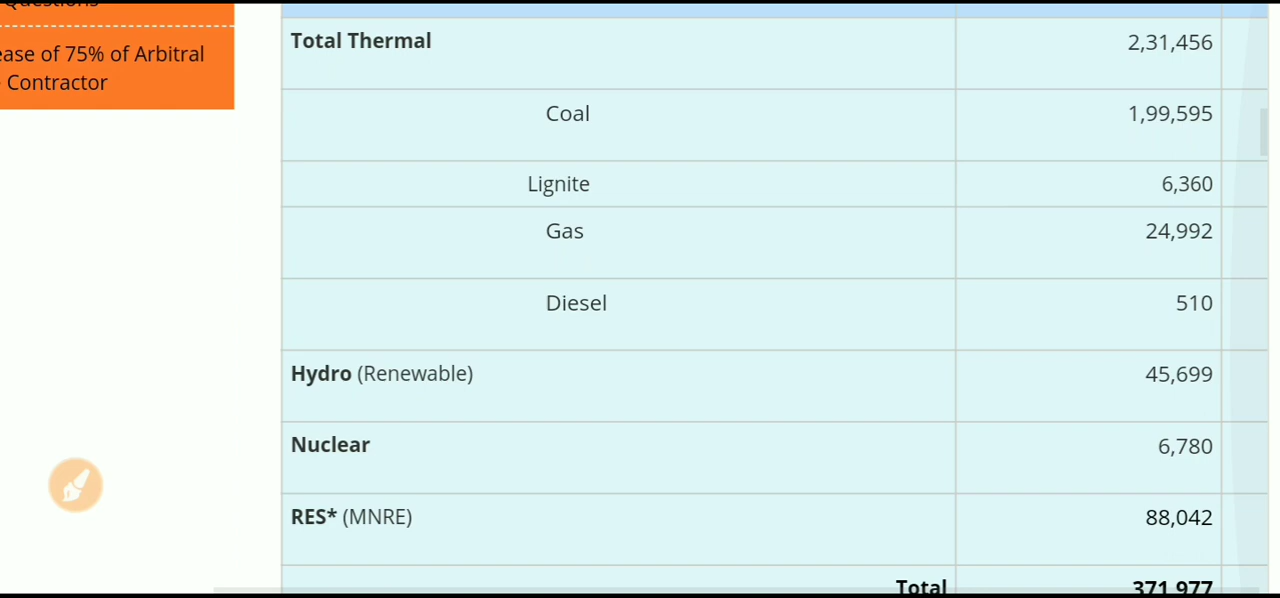 Questions
ease of 75% of Arbitral
Contractor
Total Thermal 2,31,456
Coal 1,99,595
Lignite 6,360
Gas 24,992
Diesel 510
Hydro (Renewable) 45,699
Nuclear 6,780
RES* (MNRE) 88,042
Total 371,977